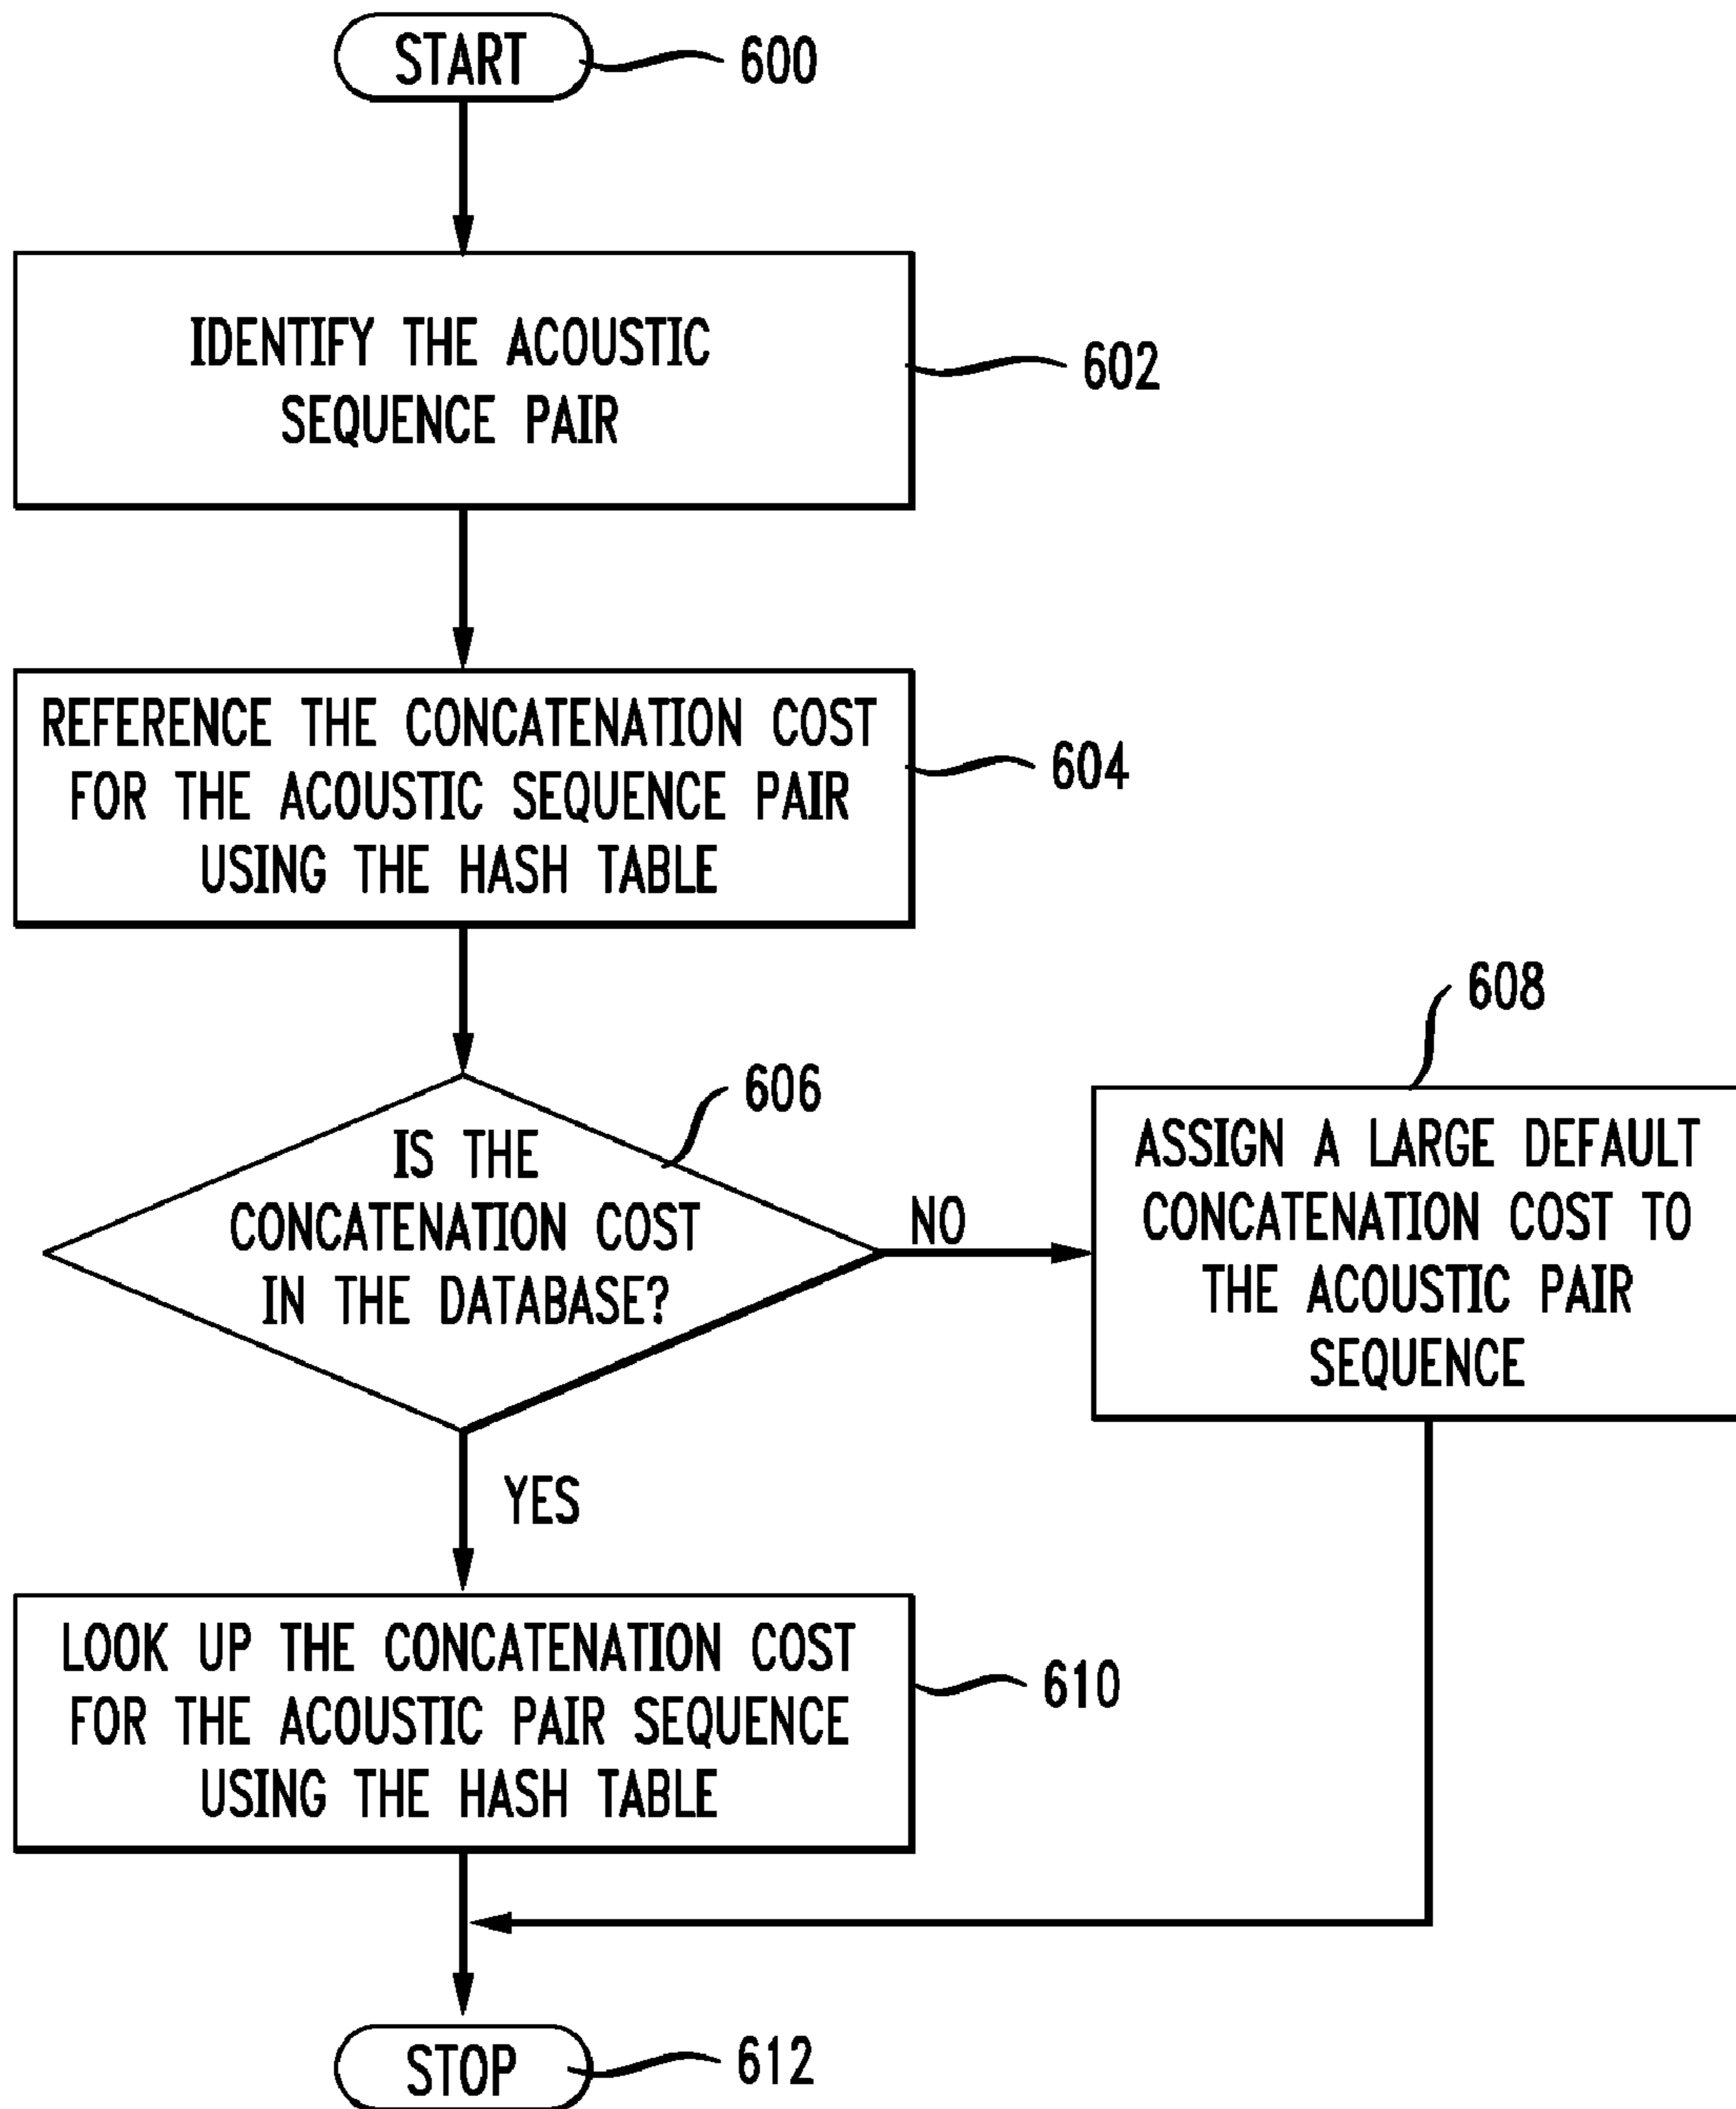 START
600
IDENTIFY THE ACOUSTIC
SEQUENCE PAIR
602
REFERENCE THE CONCATENATION COST
FOR THE ACOUSTIC SEQUENCE PAIR
USING THE HASH TABLE
604
606
IS THE
CONCATENATION COST
IN THE DATABASE?
NO
608
ASSIGN A LARGE DEFAULT
CONCATENATION COST TO
THE ACOUSTIC PAIR
SEQUENCE
YES
LOOK UP THE CONCATENATION COST
FOR THE ACOUSTIC PAIR SEQUENCE
USING THE HASH TABLE
610
STOP
612